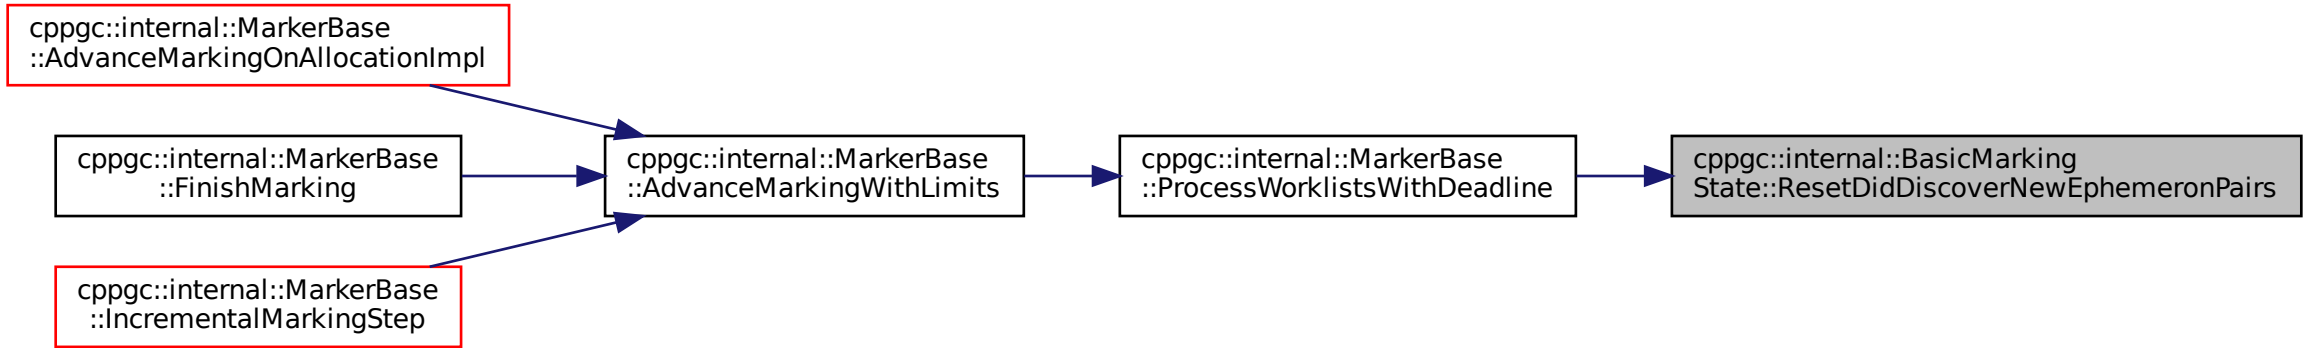 cppgc::internal::MarkerBase
::AdvanceMarkingOnAllocationImpl
cppgc::internal::MarkerBase
::FinishMarking
cppgc::internal::MarkerBase
::IncrementalMarkingStep
cppgc::internal::MarkerBase
::AdvanceMarkingWithLimits
cppgc::internal::MarkerBase
::ProcessWorklistsWithDeadline
cppgc::internal::BasicMarking
State::ResetDidDiscoverNewEphemeronPairs